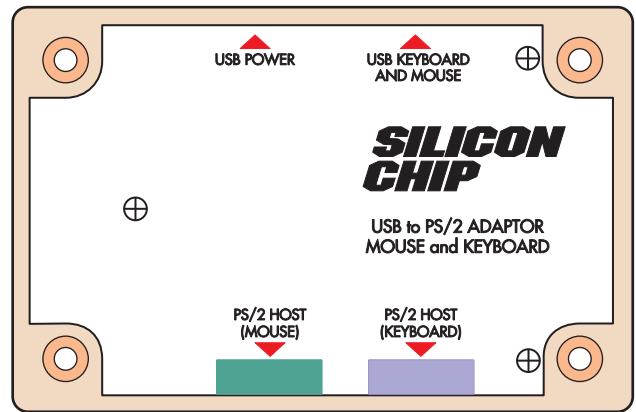 USB POWER
USB KEYBOARD
AND MOUSE
SILICON
CHIP
USB to PS/2 ADAPTOR
MOUSE and KEYBOARD
PS/2 HOST
(MOUSE)
PS/2 HOST
(KEYBOARD)